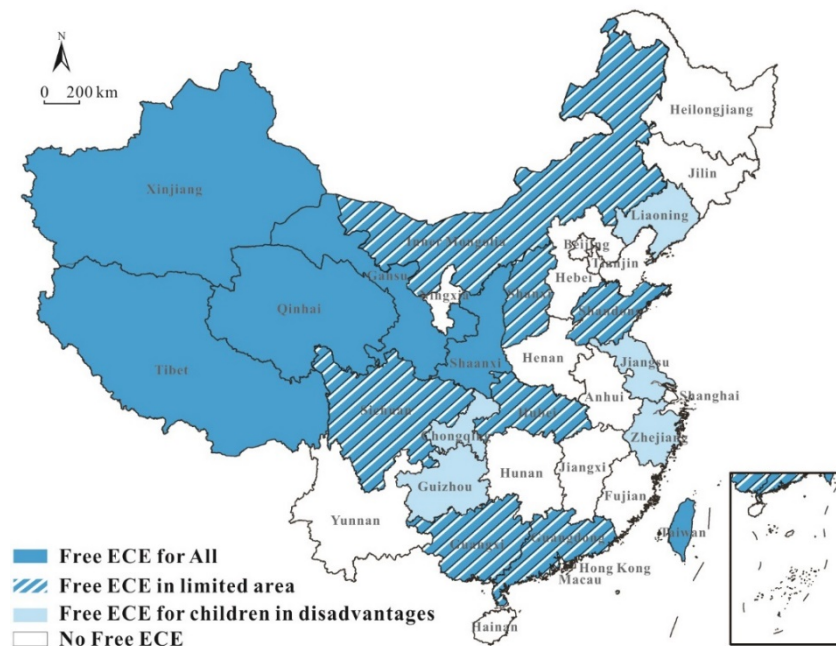 N
0 200 km
Heilongjiang
Jilin
Xinjiang
Liaoning
Inner Mongolia
Beijing
Tianjin
Gansu
Hebei
Ningxia
Shanxi
Qinhai
Shandong
Shaanxi
Henan
Jiangsu
Tibet
Anhui
Shanghai
Sichuan
Hubei
Chongqing
Zhejiang
Hunan
Jiangxi
Guizhou
Fujian
Yunnan
Taiwan
Guangxi
Guangdong
Hong Kong
Macau
Hainan
Free ECE for All
Free ECE in limited area
Free ECE for children in disadvantages
No Free ECE